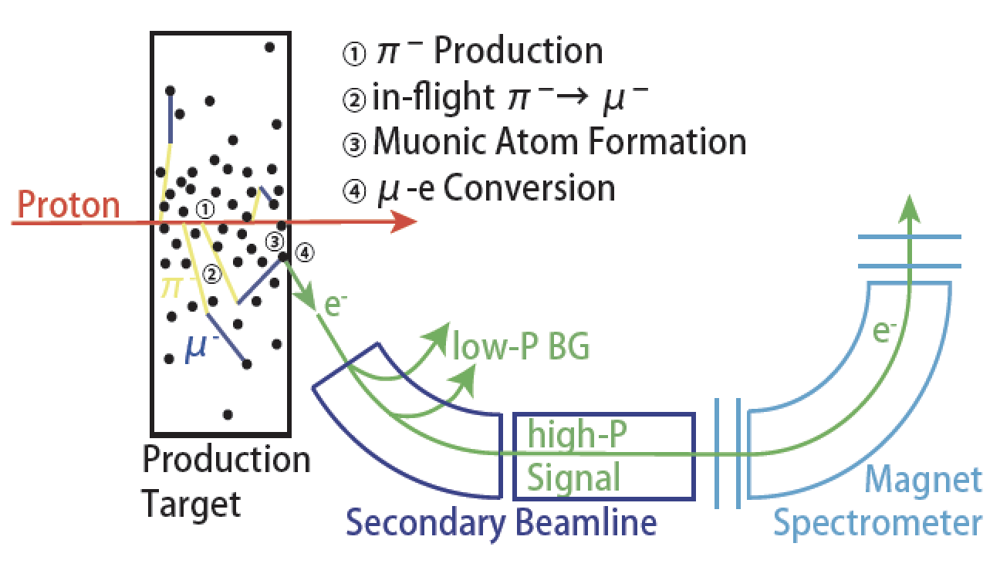 ① π⁻ Production
② in-flight π⁻→ μ⁻
③ Muonic Atom Formation
④ μ-e Conversion
Proton
①
③
④
②
π⁻
μ⁻
e⁻
low-P BG
e⁻
high-P
Signal
Production
Target
Secondary Beamline
Magnet
Spectrometer